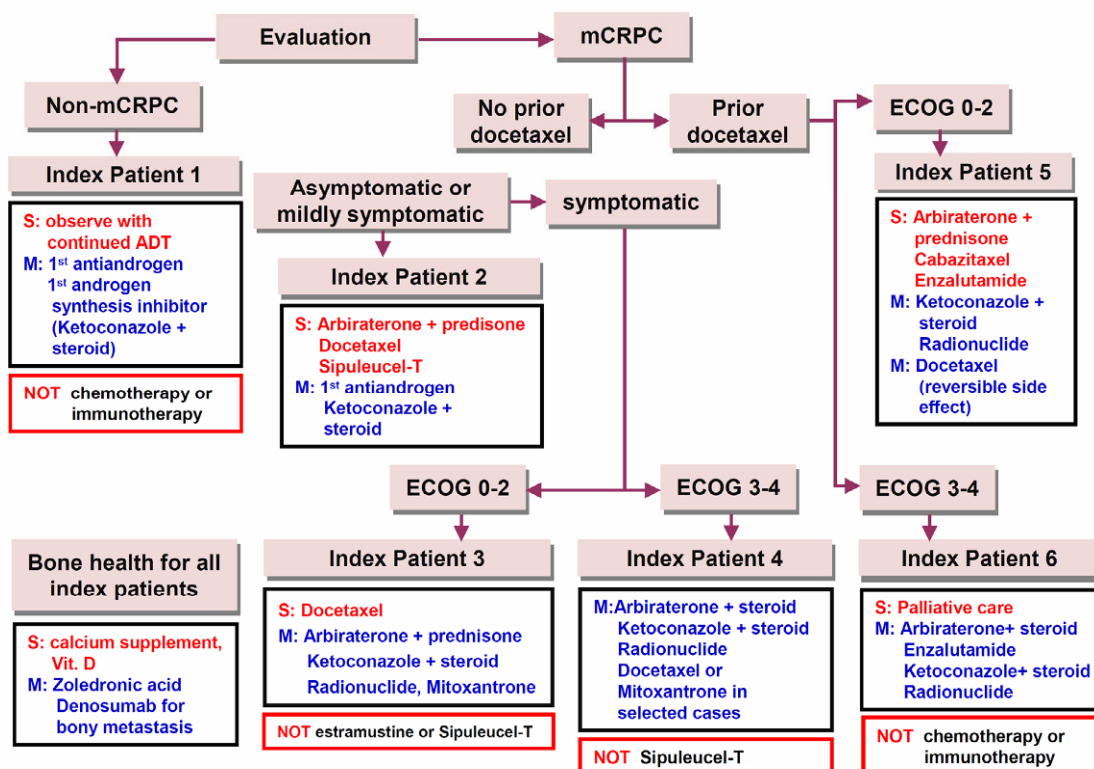 Evaluation
mCRPC
Non-mCRPC
No prior
docetaxel
Prior
docetaxel
ECOG 0-2
Index Patient 1
S: observe with
continued ADT
M: 1st antiandrogen
1st androgen
synthesis inhibitor
(Ketoconazole +
steroid)
NOT chemotherapy or
immunotherapy
Asymptomatic or
mildly symptomatic
symptomatic
Index Patient 2
S: Arbiraterone + predisone
Docetaxel
Sipuleucel-T
M: 1st antiandrogen
Ketoconazole +
steroid
Index Patient 5
S: Arbiraterone +
prednisone
Cabazitaxel
Enzalutamide
M: Ketoconazole +
steroid
Radionuclide
M: Docetaxel
(reversible side
effect)
ECOG 0-2
ECOG 3-4
ECOG 3-4
Bone health for all
index patients
S: calcium supplement,
Vit. D
M: Zoledronic acid
Denosumab for
bony metastasis
Index Patient 3
S: Docetaxel
M: Arbiraterone + prednisone
Ketoconazole + steroid
Radionuclide, Mitoxantrone
NOT estramustine or Sipuleucel-T
Index Patient 4
M:Arbiraterone + steroid
Ketoconazole + steroid
Radionuclide
Docetaxel or
Mitoxantrone in
selected cases
NOT Sipuleucel-T
Index Patient 6
S: Palliative care
M: Arbiraterone+ steroid
Enzalutamide
Ketoconazole+ steroid
Radionuclide
NOT chemotherapy or
immunotherapy